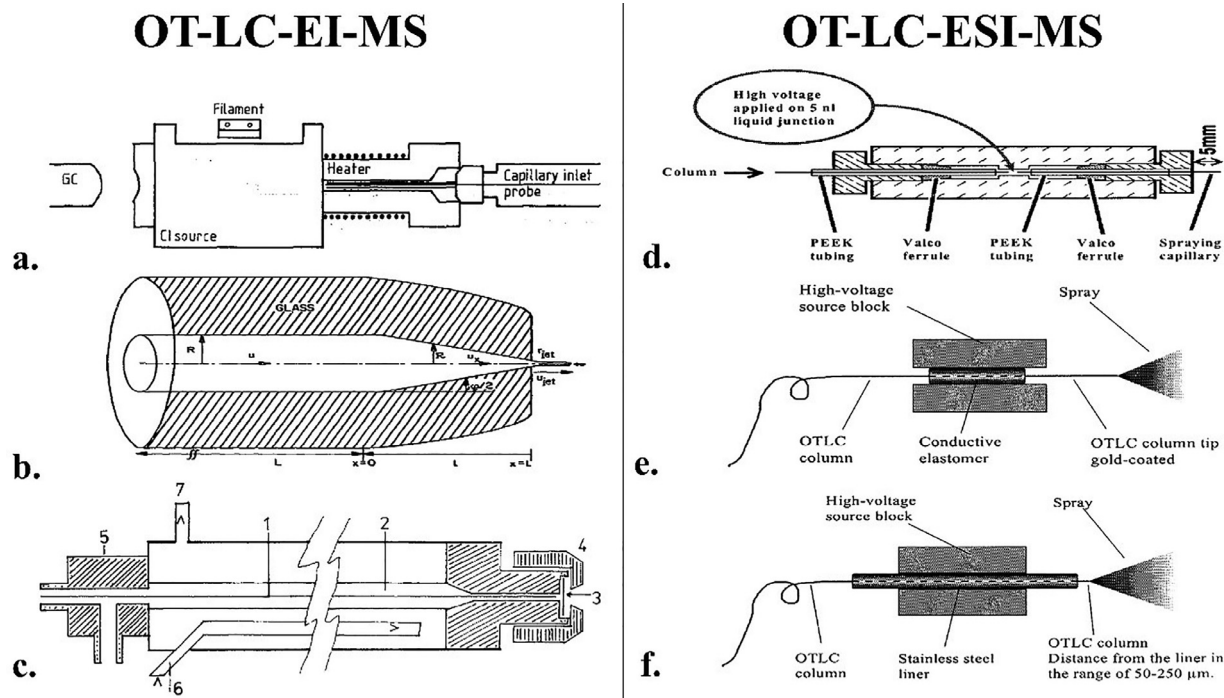 OT-LC-EI-MS
Filament
GC
Heater
Capillary inlet
probe
CI source
a.
GLASS
R
u
R
u_x
r_jet
u_jet
φ/2
L
x=0
l
x=L
b.
7
5
1
2
4
3
6
c.
OT-LC-ESI-MS
High voltage
applied on 5 nl
liquid junction
5mm
Column
PEEK
tubing
Valco
ferrule
PEEK
tubing
Valco
ferrule
Spraying
capillary
d.
High-voltage
source block
Spray
OTLC
column
Conductive
elastomer
OTLC column tip
gold-coated
e.
High-voltage
source block
Spray
OTLC
column
Stainless steel
liner
OTLC column
Distance from the liner in
the range of 50-250 µm.
f.